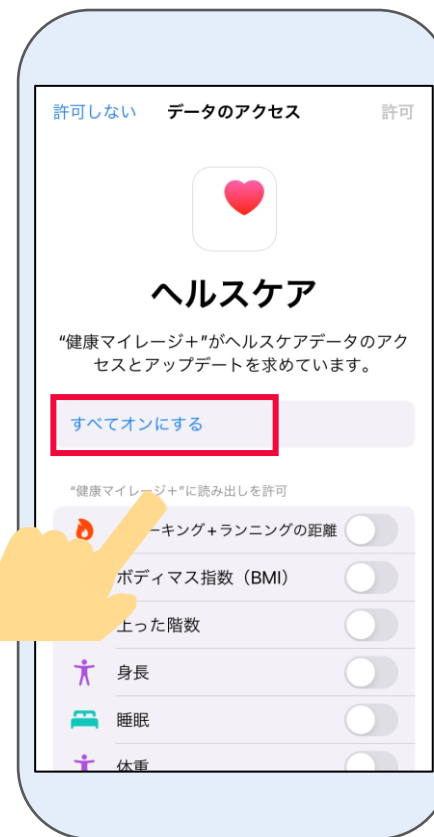 許可しない データのアクセス 許可
ヘルスケア
“健康マイレージ＋”がヘルスケアデータのアク
セスとアップデートを求めています。
すべてオンにする
“健康マイレージ＋”に読み出しを許可
ーキング＋ランニングの距離
ボディマス指数（BMI）
上った階数
身長
睡眠
体重